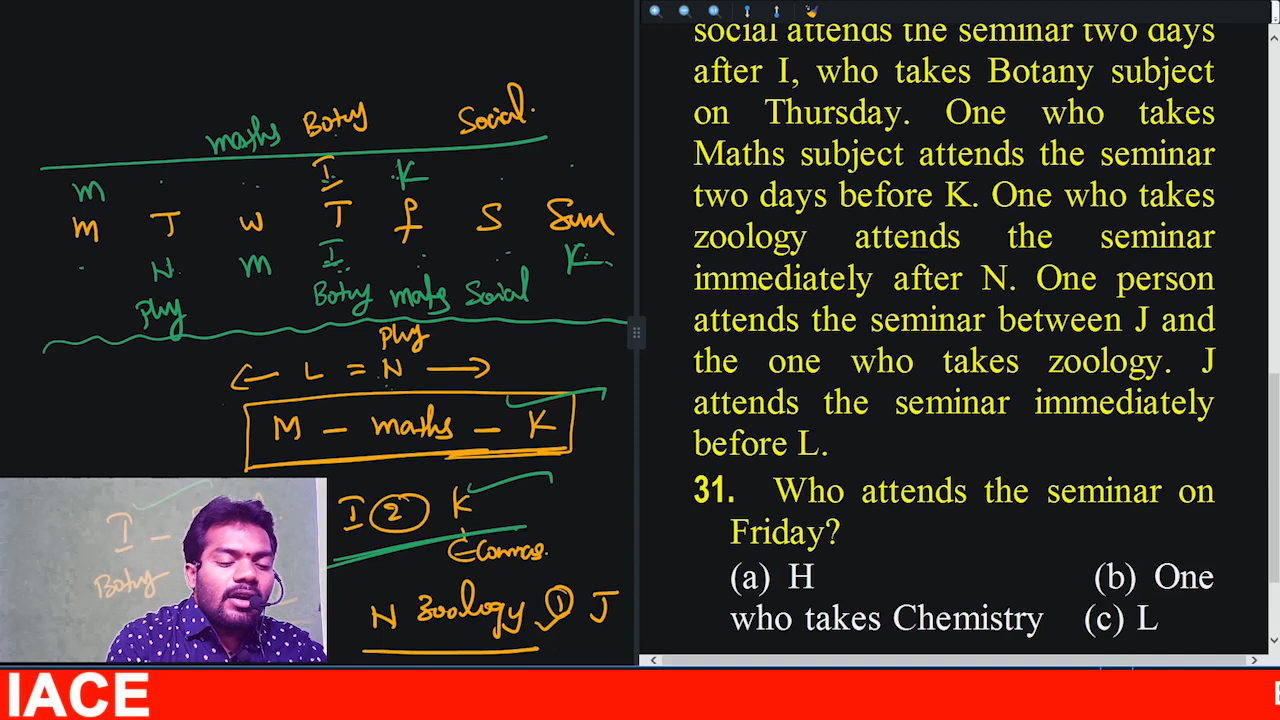 maths Botny Social.
M I K
M T W T f S Sun
N M I K
Phy Botny maths Social
Phy
L = N
M - maths - K
I 2 K
N Zoology 1 J
I -
Botny
social attends the seminar two days
after I, who takes Botany subject
on Thursday. One who takes
Maths subject attends the seminar
two days before K. One who takes
zoology attends the seminar
immediately after N. One person
attends the seminar between J and
the one who takes zoology. J
attends the seminar immediately
before L.
31. Who attends the seminar on
Friday?
(a) H (b) One
who takes Chemistry (c) L
IACE